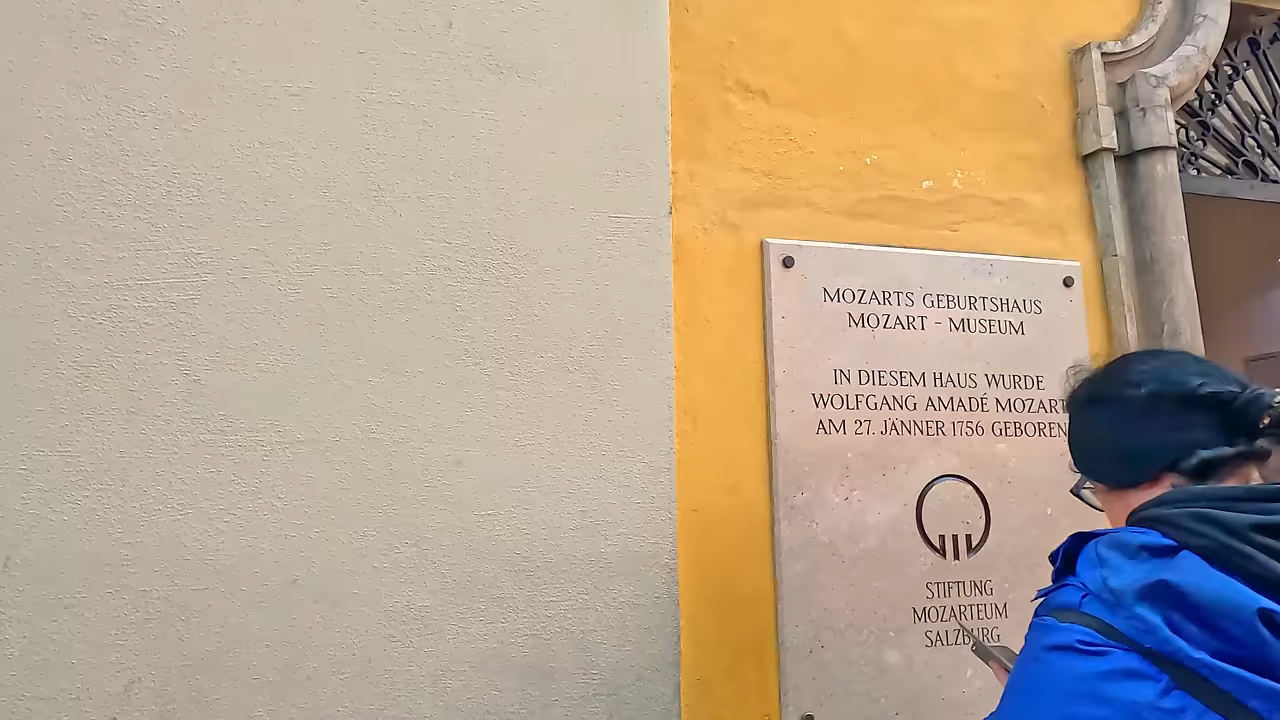 MOZARTS GEBURTSHAUS
MOZART - MUSEUM
IN DIESEM HAUS WURDE
WOLFGANG AMADÉ MOZART
AM 27. JÄNNER 1756 GEBOREN
STIFTUNG
MOZARTEUM
SALZBURG